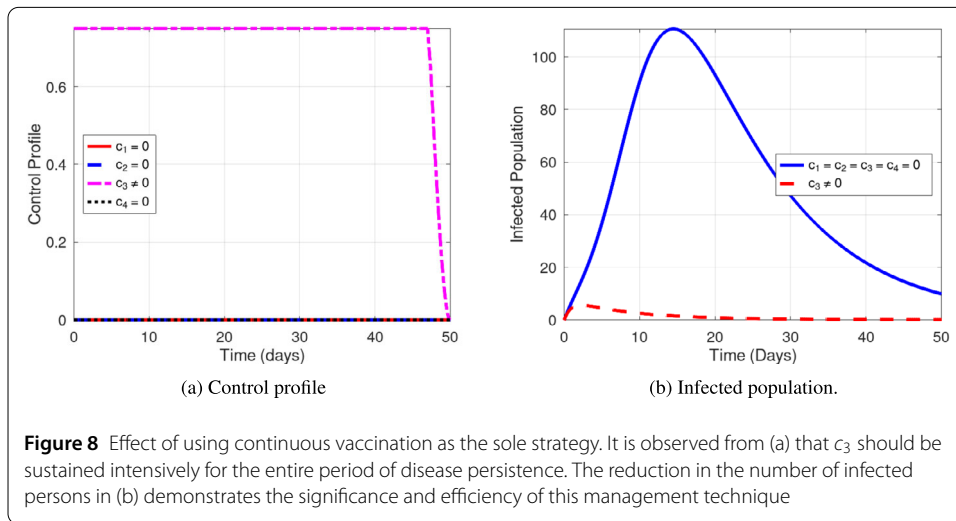 0.6
0.4
0.2
0
Control Profile
c₁ = 0
c₂ = 0
c₃ ≠ 0
c₄ = 0
0 10 20 30 40 50
Time (days)
(a) Control profile
100
80
60
40
20
0
Infected Population
c₁ = c₂ = c₃ = c₄ = 0
c₃ ≠ 0
0 10 20 30 40 50
Time (Days)
(b) Infected population.
Figure 8 Effect of using continuous vaccination as the sole strategy. It is observed from (a) that c₃ should be
sustained intensively for the entire period of disease persistence. The reduction in the number of infected
persons in (b) demonstrates the significance and efficiency of this management technique